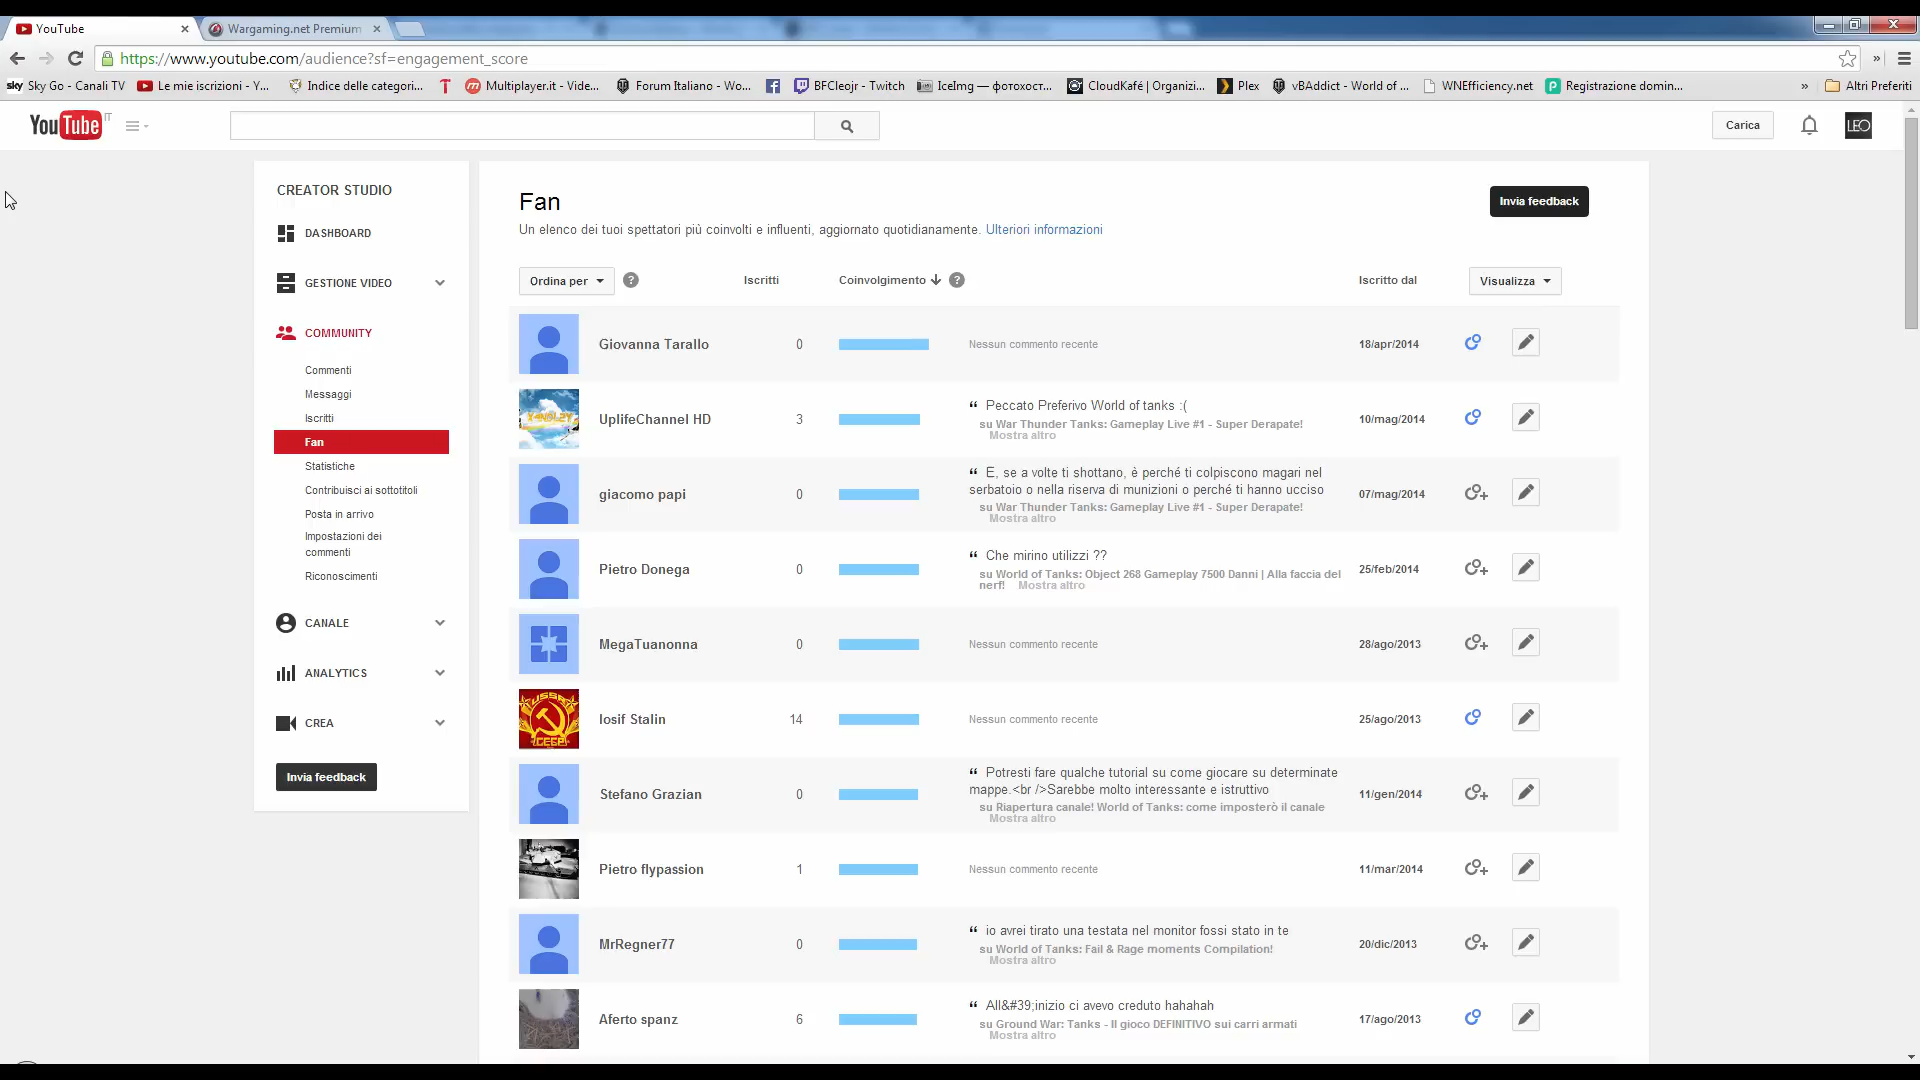 YouTube
Wargaming.net Premium
https://www.youtube.com/audience?sf=engagement_score
sky Sky Go - Canali TV
Le mie iscrizioni - Y...
Indice delle categori...
Multiplayer.it - Vide...
Forum Italiano - Wo...
BFCleojr - Twitch
IceImg — фотохост...
CloudKafé | Organizi...
Plex
vBAddict - World of ...
WNEfficiency.net
Registrazione domin...
»
Altri Preferiti
YouTube IT
Carica
LEO
CREATOR STUDIO
DASHBOARD
GESTIONE VIDEO
COMMUNITY
Commenti
Messaggi
Iscritti
Fan
Statistiche
Contribuisci ai sottotitoli
Posta in arrivo
Impostazioni dei
commenti
Riconoscimenti
CANALE
ANALYTICS
CREA
Invia feedback
Fan
Invia feedback
Un elenco dei tuoi spettatori più coinvolti e influenti, aggiornato quotidianamente. Ulteriori informazioni
Ordina per ? Iscritti Coinvolgimento ? Iscritto dal Visualizza
Giovanna Tarallo 0 Nessun commento recente 18/apr/2014
UplifeChannel HD 3 “ Peccato Preferivo World of tanks :( 10/mag/2014
su War Thunder Tanks: Gameplay Live #1 - Super Derapate!
Mostra altro
giacomo papi 0 “ E, se a volte ti shottano, è perché ti colpiscono magari nel 07/mag/2014
serbatoio o nella riserva di munizioni o perché ti hanno ucciso
su War Thunder Tanks: Gameplay Live #1 - Super Derapate!
Mostra altro
Pietro Donega 0 “ Che mirino utilizzi ?? 25/feb/2014
su World of Tanks: Object 268 Gameplay 7500 Danni | Alla faccia del
nerf! Mostra altro
MegaTuanonna 0 Nessun commento recente 28/ago/2013
Iosif Stalin 14 Nessun commento recente 25/ago/2013
Stefano Grazian 0 “ Potresti fare qualche tutorial su come giocare su determinate 11/gen/2014
mappe.<br />Sarebbe molto interessante e istruttivo
su Riapertura canale! World of Tanks: come imposterò il canale
Mostra altro
Pietro flypassion 1 Nessun commento recente 11/mar/2014
MrRegner77 0 “ io avrei tirato una testata nel monitor fossi stato in te 20/dic/2013
su World of Tanks: Fail & Rage moments Compilation!
Mostra altro
Aferto spanz 6 “ All&#39;inizio ci avevo creduto hahahah 17/ago/2013
su Ground War: Tanks - Il gioco DEFINITIVO sui carri armati
Mostra altro